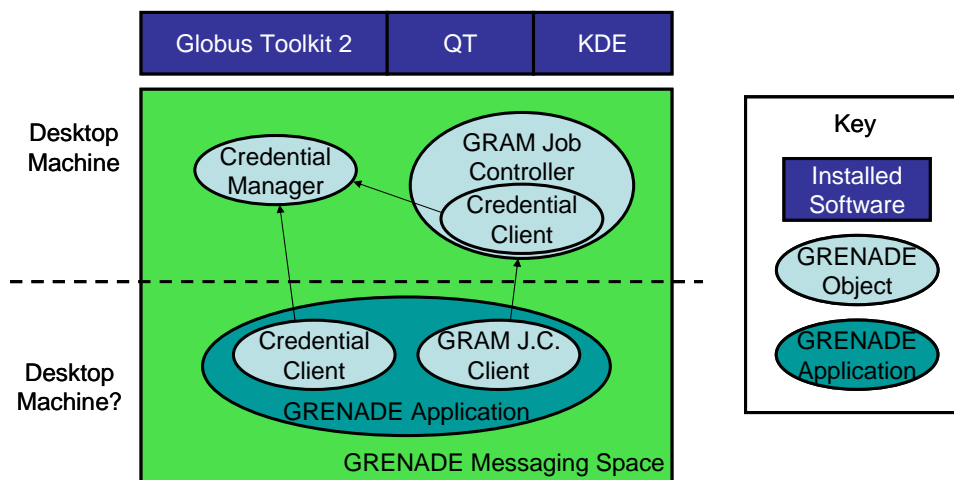 Globus Toolkit 2
QT
KDE
Desktop
Machine
Credential
Manager
GRAM Job
Controller
Credential
Client
Desktop
Machine?
Credential
Client
GRAM J.C.
Client
GRENADE Application
GRENADE Messaging Space
Key
Installed
Software
GRENADE
Object
GRENADE
Application